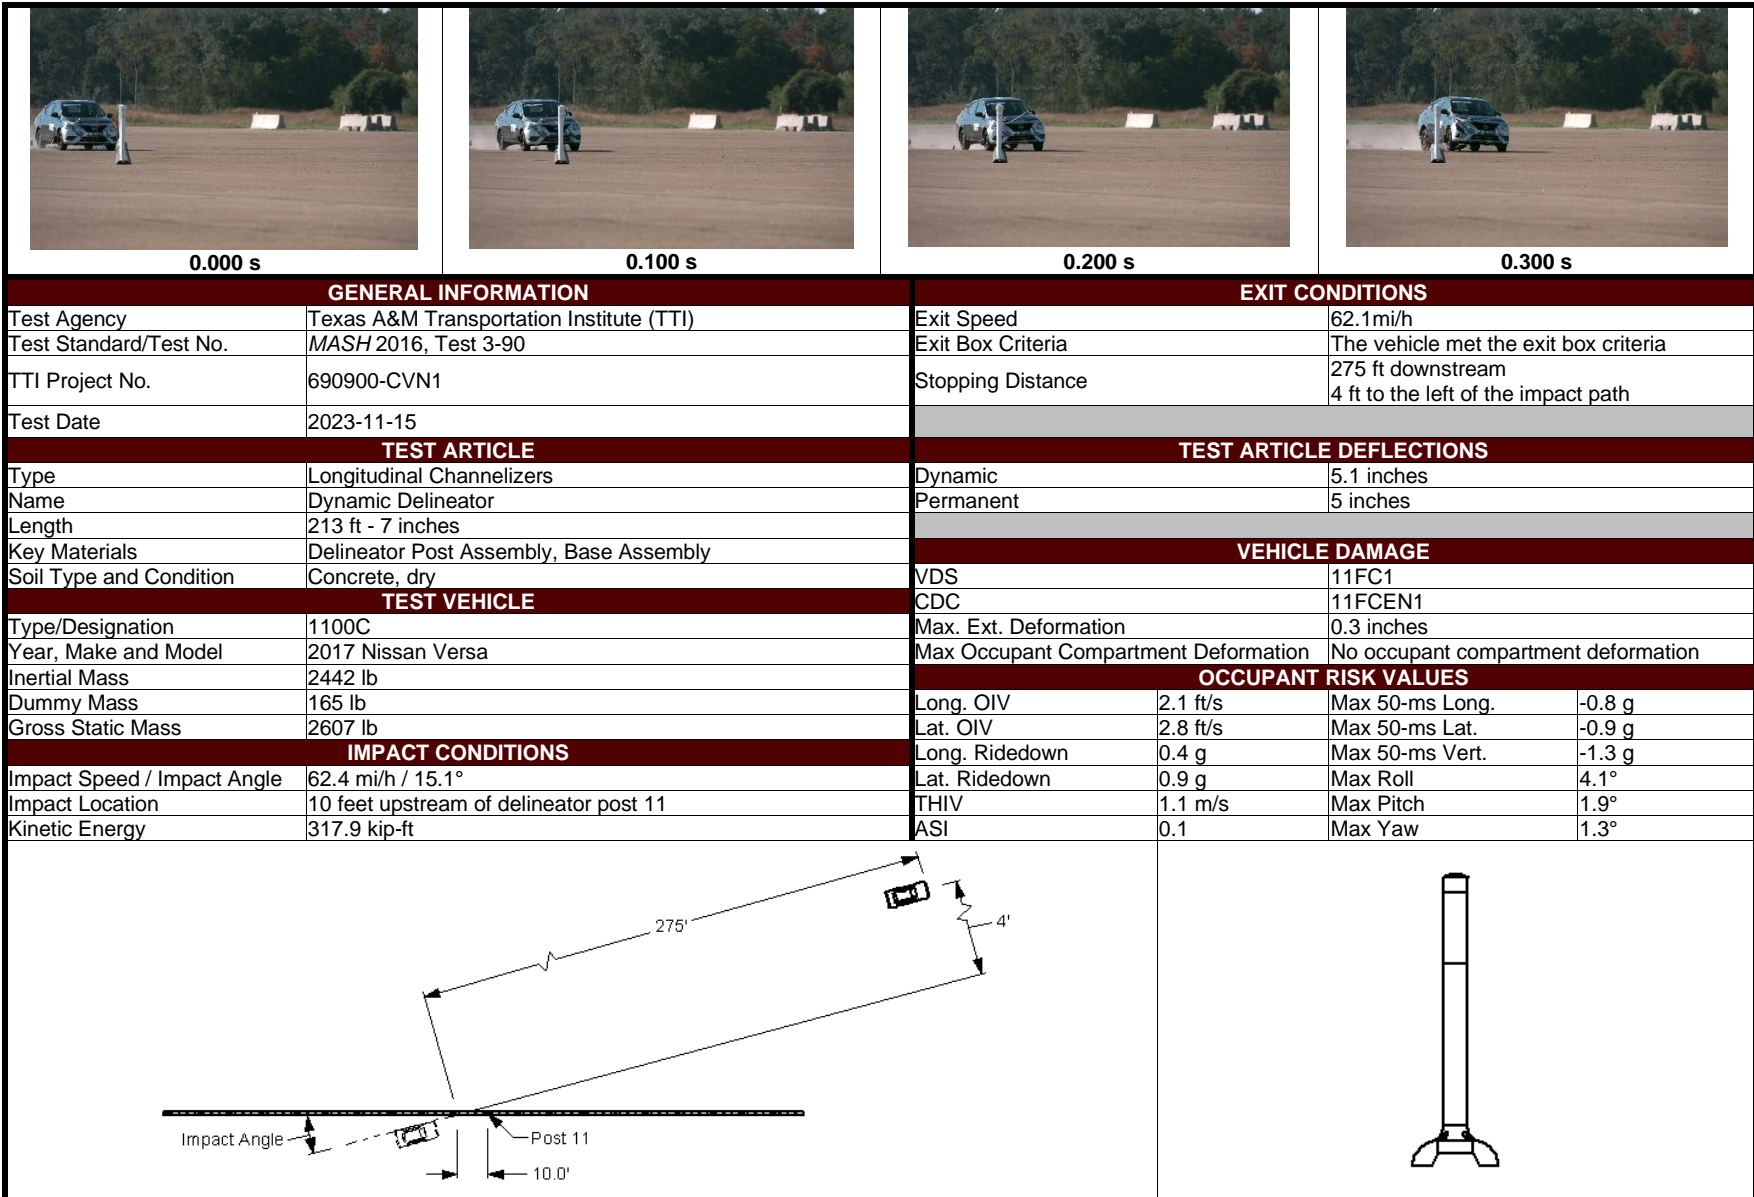 0.000 s 0.100 s 0.200 s 0.300 s
GENERAL INFORMATION
Test Agency Texas A&M Transportation Institute (TTI)
Test Standard/Test No. MASH 2016, Test 3-90
TTI Project No. 690900-CVN1
Test Date 2023-11-15
TEST ARTICLE
Type Longitudinal Channelizers
Name Dynamic Delineator
Length 213 ft - 7 inches
Key Materials Delineator Post Assembly, Base Assembly
Soil Type and Condition Concrete, dry
TEST VEHICLE
Type/Designation 1100C
Year, Make and Model 2017 Nissan Versa
Inertial Mass 2442 lb
Dummy Mass 165 lb
Gross Static Mass 2607 lb
IMPACT CONDITIONS
Impact Speed / Impact Angle 62.4 mi/h / 15.1°
Impact Location 10 feet upstream of delineator post 11
Kinetic Energy 317.9 kip-ft
EXIT CONDITIONS
Exit Speed 62.1mi/h
Exit Box Criteria The vehicle met the exit box criteria
Stopping Distance 275 ft downstream
4 ft to the left of the impact path
TEST ARTICLE DEFLECTIONS
Dynamic 5.1 inches
Permanent 5 inches
VEHICLE DAMAGE
VDS 11FC1
CDC 11FCEN1
Max. Ext. Deformation 0.3 inches
Max Occupant Compartment Deformation No occupant compartment deformation
OCCUPANT RISK VALUES
Long. OIV 2.1 ft/s Max 50-ms Long. -0.8 g
Lat. OIV 2.8 ft/s Max 50-ms Lat. -0.9 g
Long. Ridedown 0.4 g Max 50-ms Vert. -1.3 g
Lat. Ridedown 0.9 g Max Roll 4.1°
THIV 1.1 m/s Max Pitch 1.9°
ASI 0.1 Max Yaw 1.3°
275'
4'
Impact Angle
Post 11
10.0'